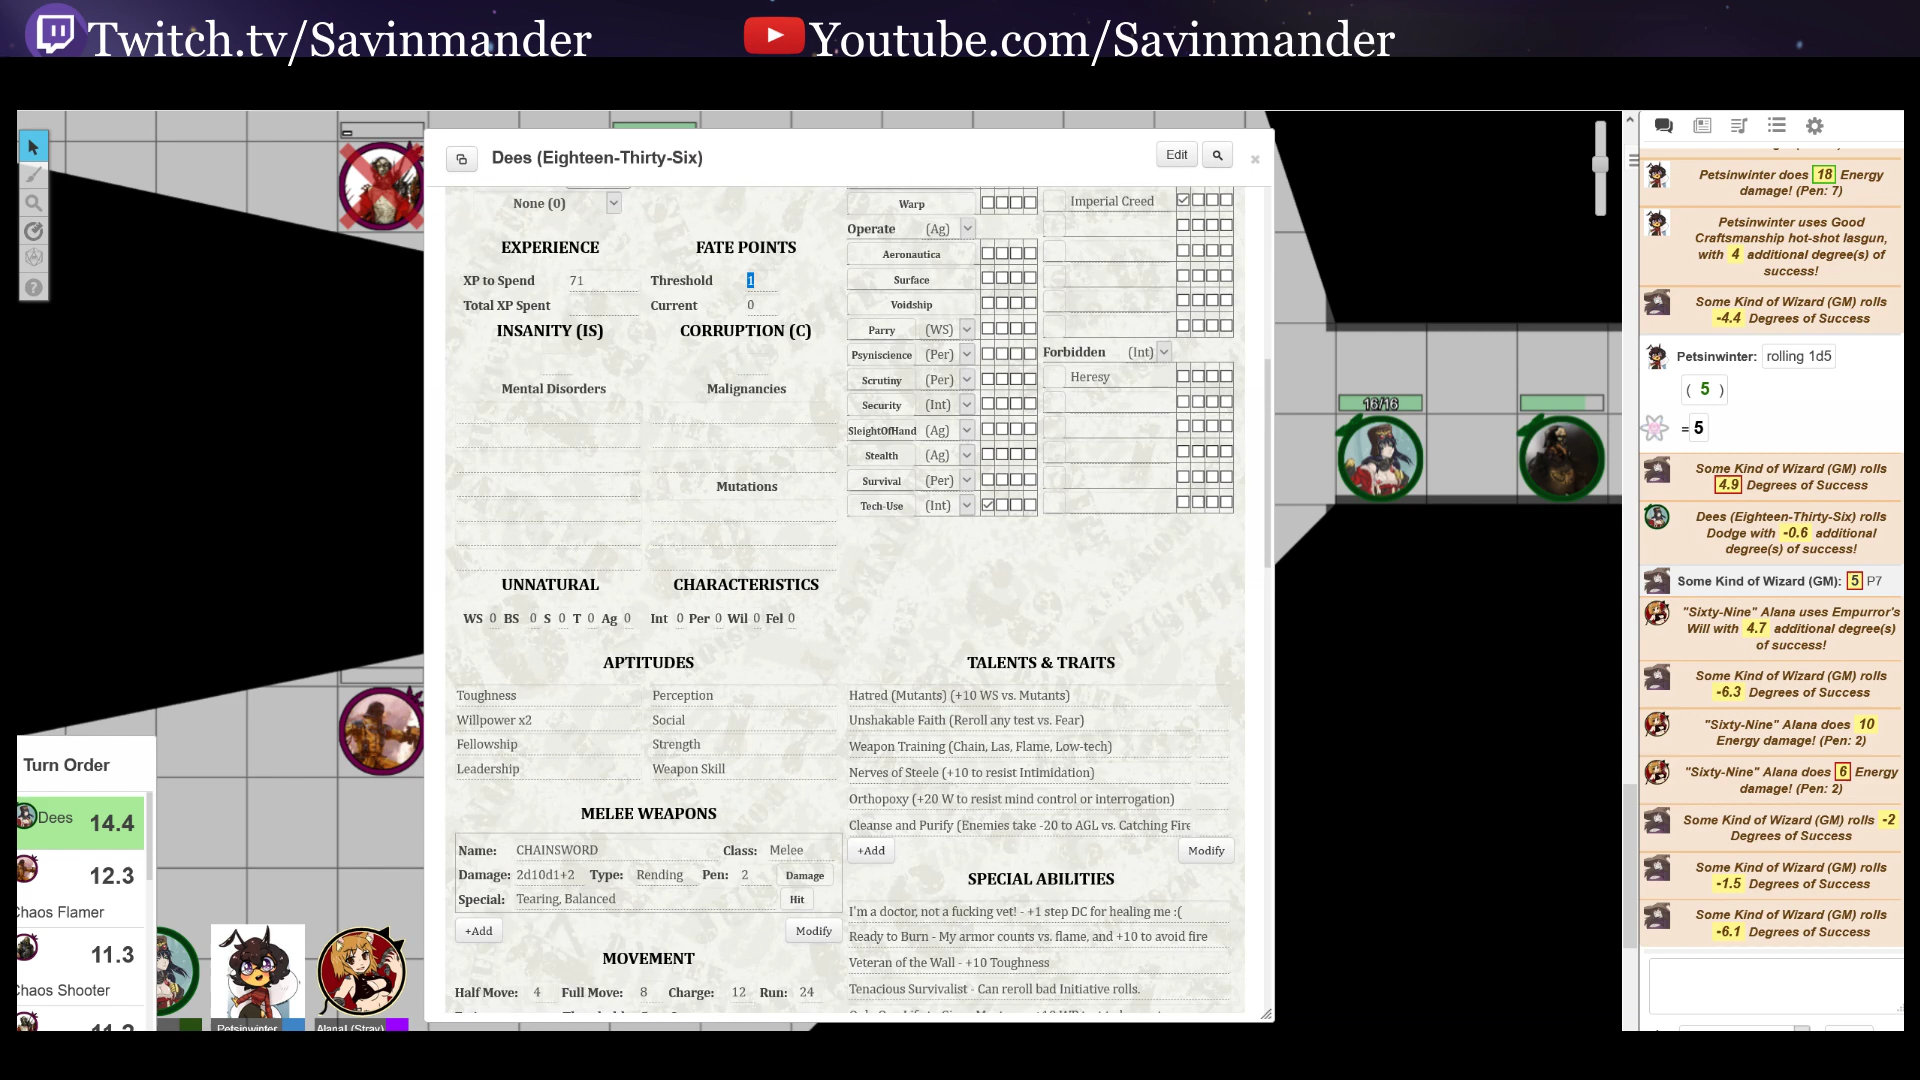 Twitch.tv/Savinmander
Youtube.com/Savinmander
Dees (Eighteen-Thirty-Six)
Edit
None (0)
EXPERIENCE
FATE POINTS
XP to Spend 71
Threshold 1
Total XP Spent
Current 0
INSANITY (IS)
CORRUPTION (C)
Mental Disorders
Malignancies
Mutations
UNNATURAL
CHARACTERISTICS
WS 0 BS 0 S 0 T 0 Ag 0 Int 0 Per 0 Wil 0 Fel 0
APTITUDES
Toughness
Perception
Willpower x2
Social
Fellowship
Strength
Leadership
Weapon Skill
MELEE WEAPONS
Name: CHAINSWORD Class: Melee
Damage: 2d10d1+2 Type: Rending Pen: 2 Damage
Special: Tearing, Balanced Hit
+Add
Modify
MOVEMENT
Half Move: 4 Full Move: 8 Charge: 12 Run: 24
Warp
Operate (Ag)
Aeronautica
Surface
Voidship
Parry (WS)
Psyniscience (Per)
Scrutiny (Per)
Security (Int)
SleightOfHand (Ag)
Stealth (Ag)
Survival (Per)
Tech-Use (Int)
Imperial Creed
Forbidden (Int)
Heresy
TALENTS & TRAITS
Hatred (Mutants) (+10 WS vs. Mutants)
Unshakable Faith (Reroll any test vs. Fear)
Weapon Training (Chain, Las, Flame, Low-tech)
Nerves of Steele (+10 to resist Intimidation)
Orthopoxy (+20 W to resist mind control or interrogation)
Cleanse and Purify (Enemies take -20 to AGL vs. Catching Fire
+Add
Modify
SPECIAL ABILITIES
I'm a doctor, not a fucking vet! - +1 step DC for healing me :(
Ready to Burn - My armor counts vs. flame, and +10 to avoid fire
Veteran of the Wall - +10 Toughness
Tenacious Survivalist - Can reroll bad Initiative rolls.
16/16
Turn Order
Dees 14.4
12.3
Chaos Flamer
11.3
Chaos Shooter
11.2
Petsinwinter
Alana! (Stray)
Petsinwinter does 18 Energy
damage! (Pen: 7)
Petsinwinter uses Good
Craftsmanship hot-shot lasgun,
with 4 additional degree(s) of
success!
Some Kind of Wizard (GM) rolls
-4.4 Degrees of Success
Petsinwinter: rolling 1d5
( 5 )
= 5
Some Kind of Wizard (GM) rolls
4.9 Degrees of Success
Dees (Eighteen-Thirty-Six) rolls
Dodge with -0.6 additional
degree(s) of success!
Some Kind of Wizard (GM): 5 P7
"Sixty-Nine" Alana uses Empurror's
Will with 4.7 additional degree(s)
of success!
Some Kind of Wizard (GM) rolls
-6.3 Degrees of Success
"Sixty-Nine" Alana does 10
Energy damage! (Pen: 2)
"Sixty-Nine" Alana does 6 Energy
damage! (Pen: 2)
Some Kind of Wizard (GM) rolls -2
Degrees of Success
Some Kind of Wizard (GM) rolls
-1.5 Degrees of Success
Some Kind of Wizard (GM) rolls
-6.1 Degrees of Success